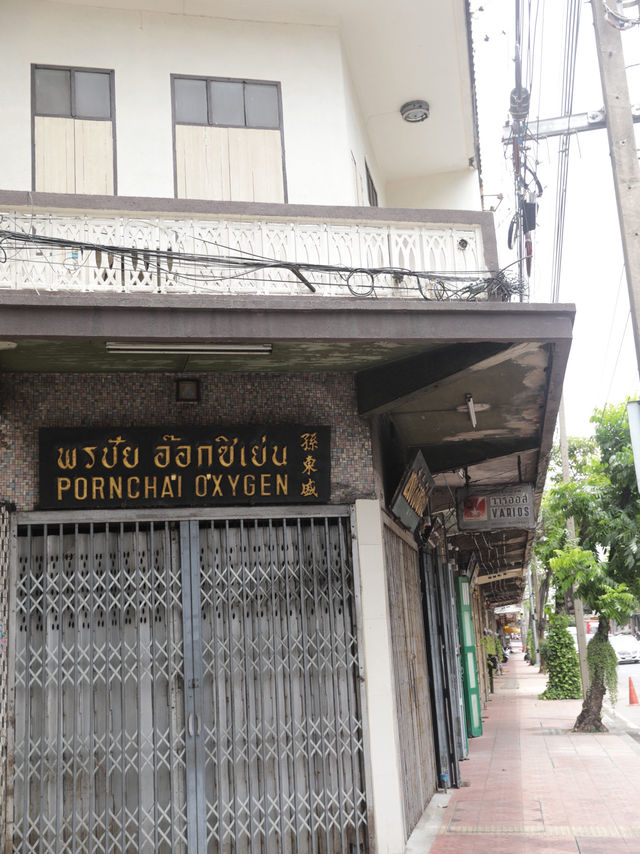 พรชัย อ๊อกซิเย่น
PORNCHAI OXYGEN
孫東威
วาริออส์
VARIOS